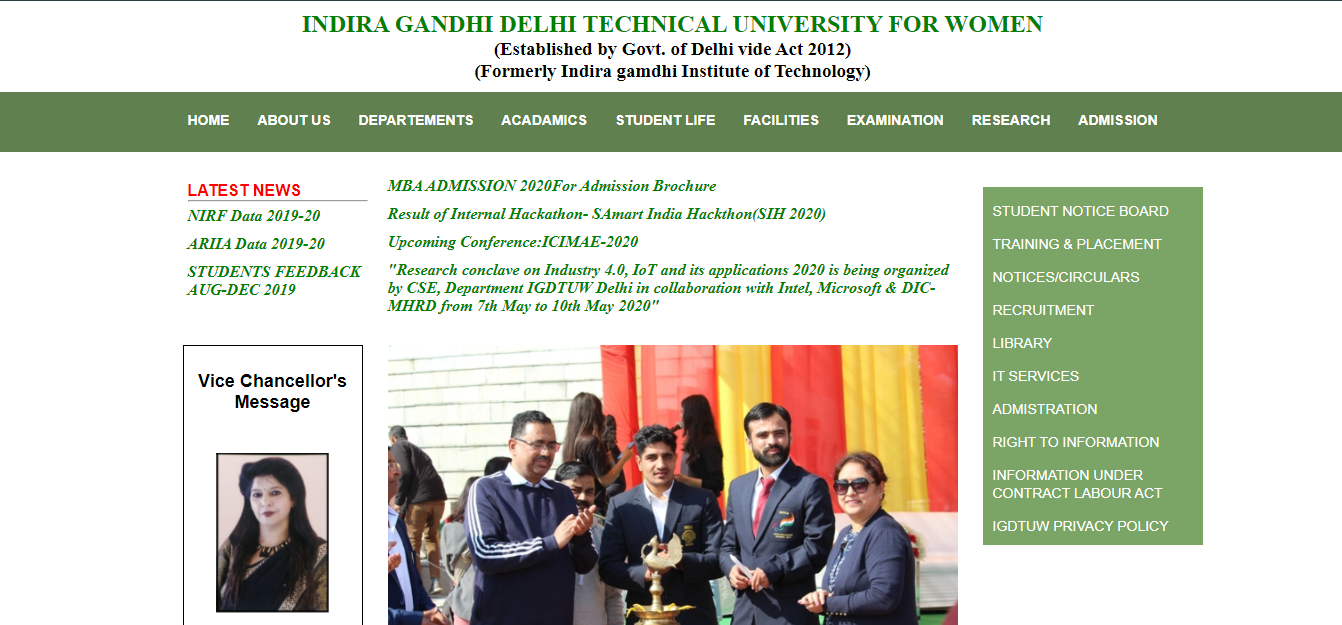 INDIRA GANDHI DELHI TECHNICAL UNIVERSITY FOR WOMEN
(Established by Govt. of Delhi vide Act 2012)
(Formerly Indira gamdhi Institute of Technology)
HOME ABOUT US DEPARTEMENTS ACADAMICS STUDENT LIFE FACILITIES EXAMINATION RESEARCH ADMISSION
LATEST NEWS
NIRF Data 2019-20
ARIIA Data 2019-20
STUDENTS FEEDBACK
AUG-DEC 2019
MBA ADMISSION 2020For Admission Brochure
Result of Internal Hackathon- SAmart India Hackthon(SIH 2020)
Upcoming Conference:ICIMAE-2020
"Research conclave on Industry 4.0, IoT and its applications 2020 is being organized
by CSE, Department IGDTUW Delhi in collaboration with Intel, Microsoft & DIC-
MHRD from 7th May to 10th May 2020"
Vice Chancellor's
Message
STUDENT NOTICE BOARD
TRAINING & PLACEMENT
NOTICES/CIRCULARS
RECRUITMENT
LIBRARY
IT SERVICES
ADMISTRATION
RIGHT TO INFORMATION
INFORMATION UNDER
CONTRACT LABOUR ACT
IGDTUW PRIVACY POLICY